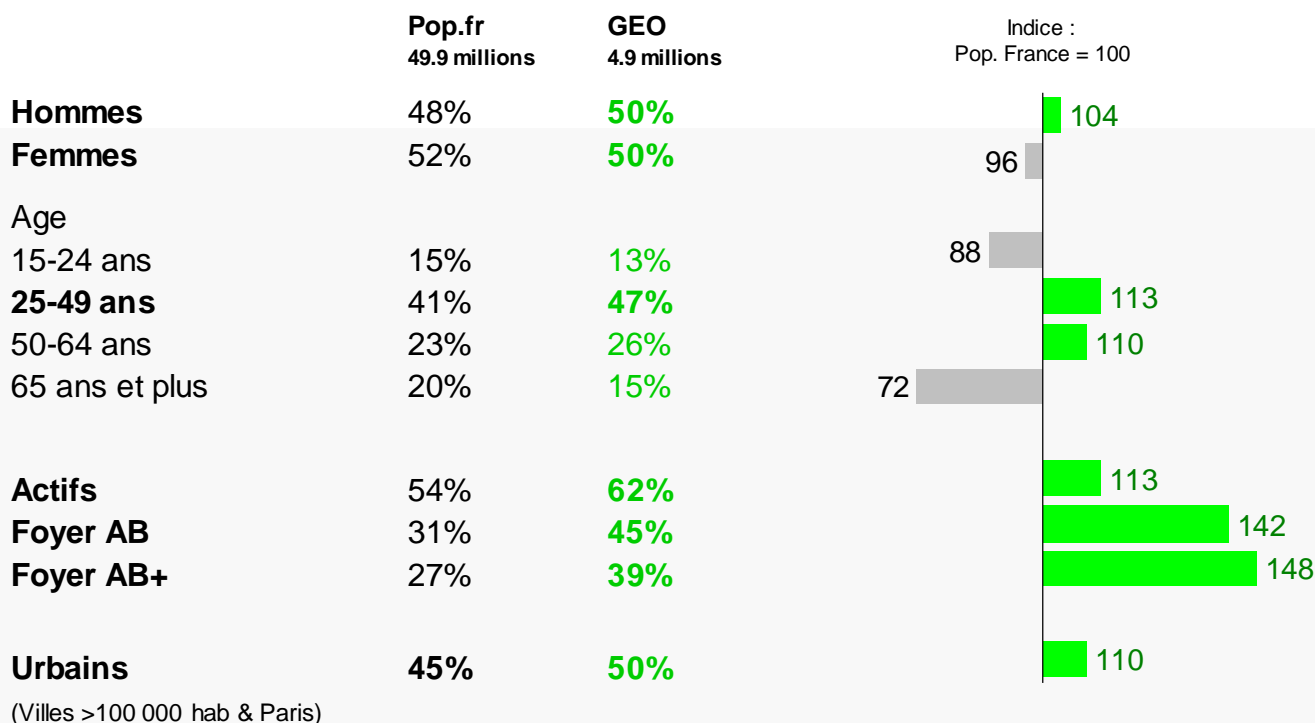 Pop.fr GEO Indice :
49.9 millions 4.9 millions Pop. France = 100
Hommes 48% 50% 104
Femmes 52% 50% 96
Age
15-24 ans 15% 13% 88
25-49 ans 41% 47% 113
50-64 ans 23% 26% 110
65 ans et plus 20% 15% 72
Actifs 54% 62% 113
Foyer AB 31% 45% 142
Foyer AB+ 27% 39% 148
Urbains 45% 50% 110
(Villes >100 000 hab & Paris)